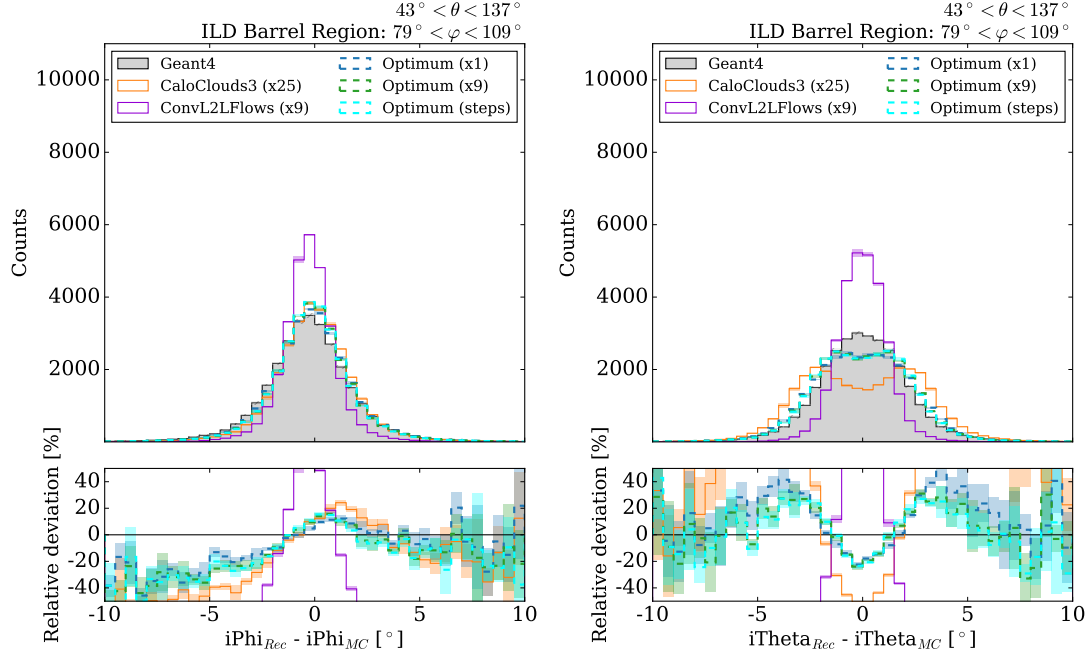 43° < θ < 137°
ILD Barrel Region: 79° < φ < 109°
Geant4
CaloClouds3 (x25)
ConvL2LFlows (x9)
Optimum (x1)
Optimum (x9)
Optimum (steps)
10000
8000
6000
4000
2000
Counts
40
20
0
-20
-40
Relative deviation [%]
-10 -5 0 5 10
iPhi_Rec - iPhi_MC [°]
43° < θ < 137°
ILD Barrel Region: 79° < φ < 109°
Geant4
CaloClouds3 (x25)
ConvL2LFlows (x9)
Optimum (x1)
Optimum (x9)
Optimum (steps)
10000
8000
6000
4000
2000
Counts
40
20
0
-20
-40
Relative deviation [%]
-10 -5 0 5 10
iTheta_Rec - iTheta_MC [°]